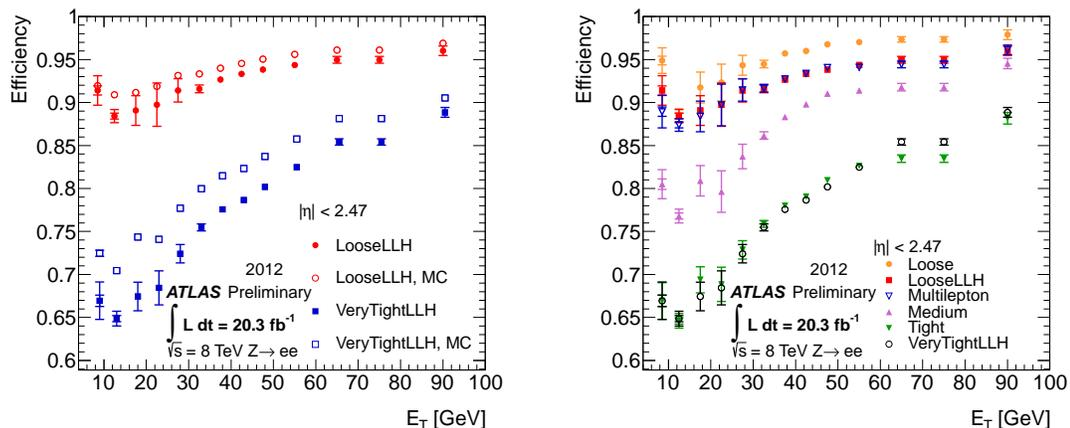 Efficiency
1
0.95
0.9
0.85
0.8
0.75
0.7
0.65
0.6
|η| < 2.47
LooseLLH
LooseLLH, MC
VeryTightLLH
VeryTightLLH, MC
2012
ATLAS Preliminary
∫ L dt = 20.3 fb⁻¹
√s = 8 TeV Z→ ee
10 20 30 40 50 60 70 80 90 100
E_T [GeV]
Efficiency
1
0.95
0.9
0.85
0.8
0.75
0.7
0.65
0.6
|η| < 2.47
Loose
LooseLLH
Multilepton
Medium
Tight
VeryTightLLH
2012
ATLAS Preliminary
∫ L dt = 20.3 fb⁻¹
√s = 8 TeV Z→ ee
10 20 30 40 50 60 70 80 90 100
E_T [GeV]